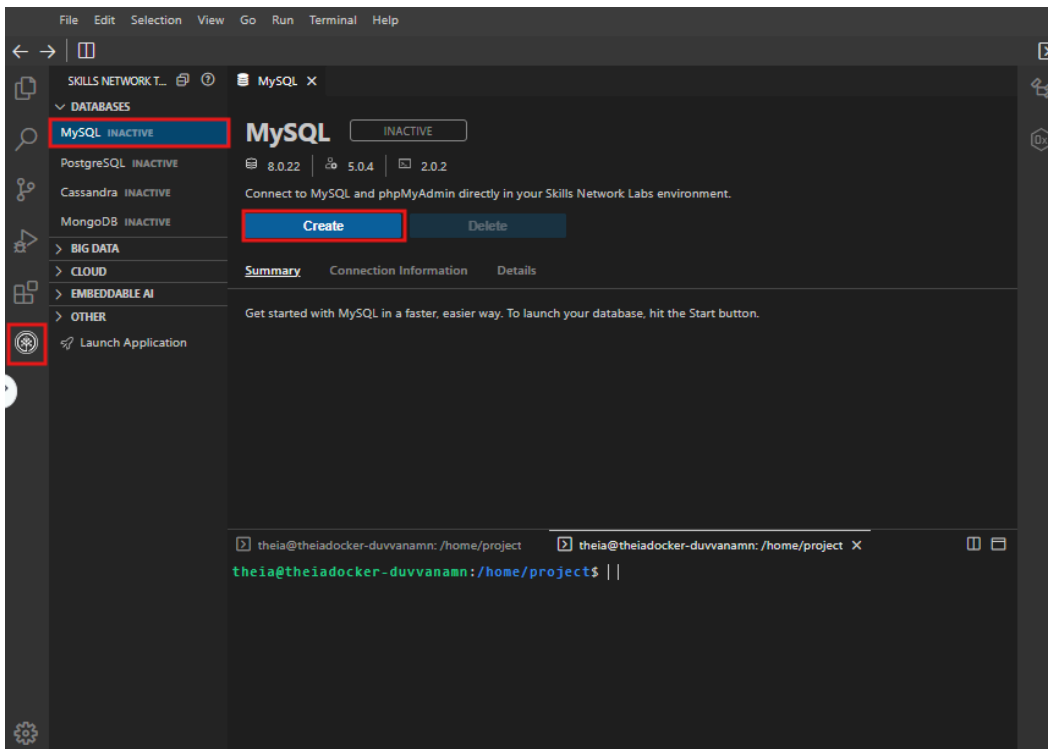 File Edit Selection View Go Run Terminal Help
SKILLS NETWORK T...
DATABASES
MySQL INACTIVE
PostgreSQL INACTIVE
Cassandra INACTIVE
MongoDB INACTIVE
BIG DATA
CLOUD
EMBEDDABLE AI
OTHER
Launch Application
MySQL
MySQL INACTIVE
8.0.22 5.0.4 2.0.2
Connect to MySQL and phpMyAdmin directly in your Skills Network Labs environment.
Create Delete
Summary Connection Information Details
Get started with MySQL in a faster, easier way. To launch your database, hit the Start button.
theia@theiadocker-duvvanamn: /home/project theia@theiadocker-duvvanamn: /home/project
theia@theiadocker-duvvanamn:/home/project$